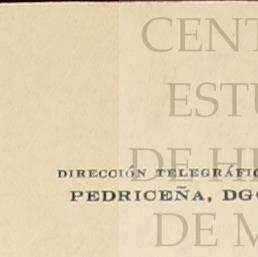 CENT
ESTU
DIRECCIÓN TELEGRÁFIC
DE H
PEDRICEÑA, DGO
DE M